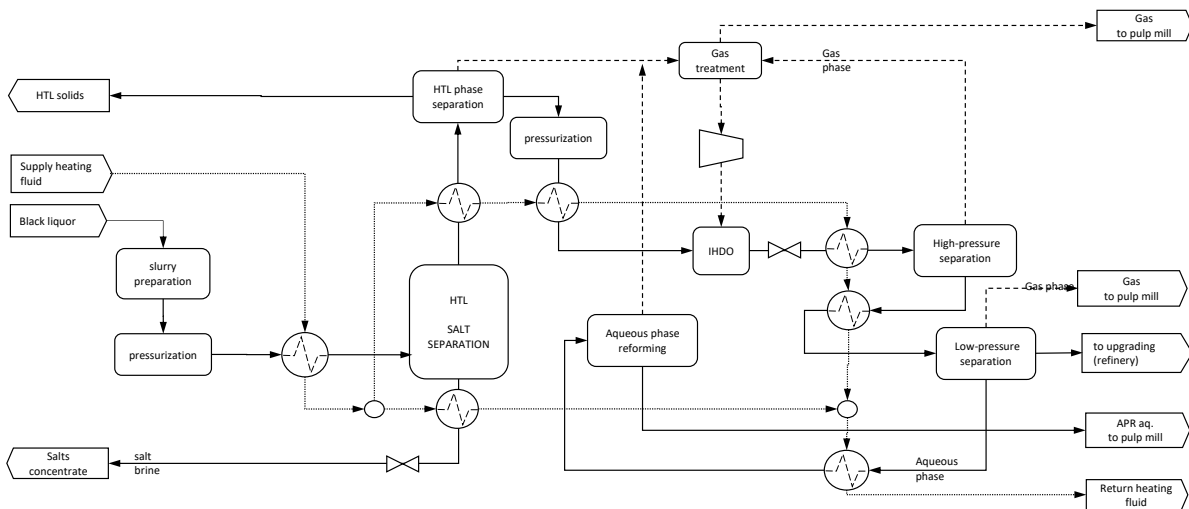 Gas
to pulp mill
Gas
treatment
Gas
phase
HTL solids
HTL phase
separation
pressurization
Supply heating
fluid
Black liquor
slurry
preparation
IHDO
High-pressure
separation
HTL
SALT
SEPARATION
Gas phase
Gas
to pulp mill
pressurization
Aqueous phase
reforming
Low-pressure
separation
to upgrading
(refinery)
APR aq.
to pulp mill
Salts
concentrate
salt
brine
Aqueous
phase
Return heating
fluid